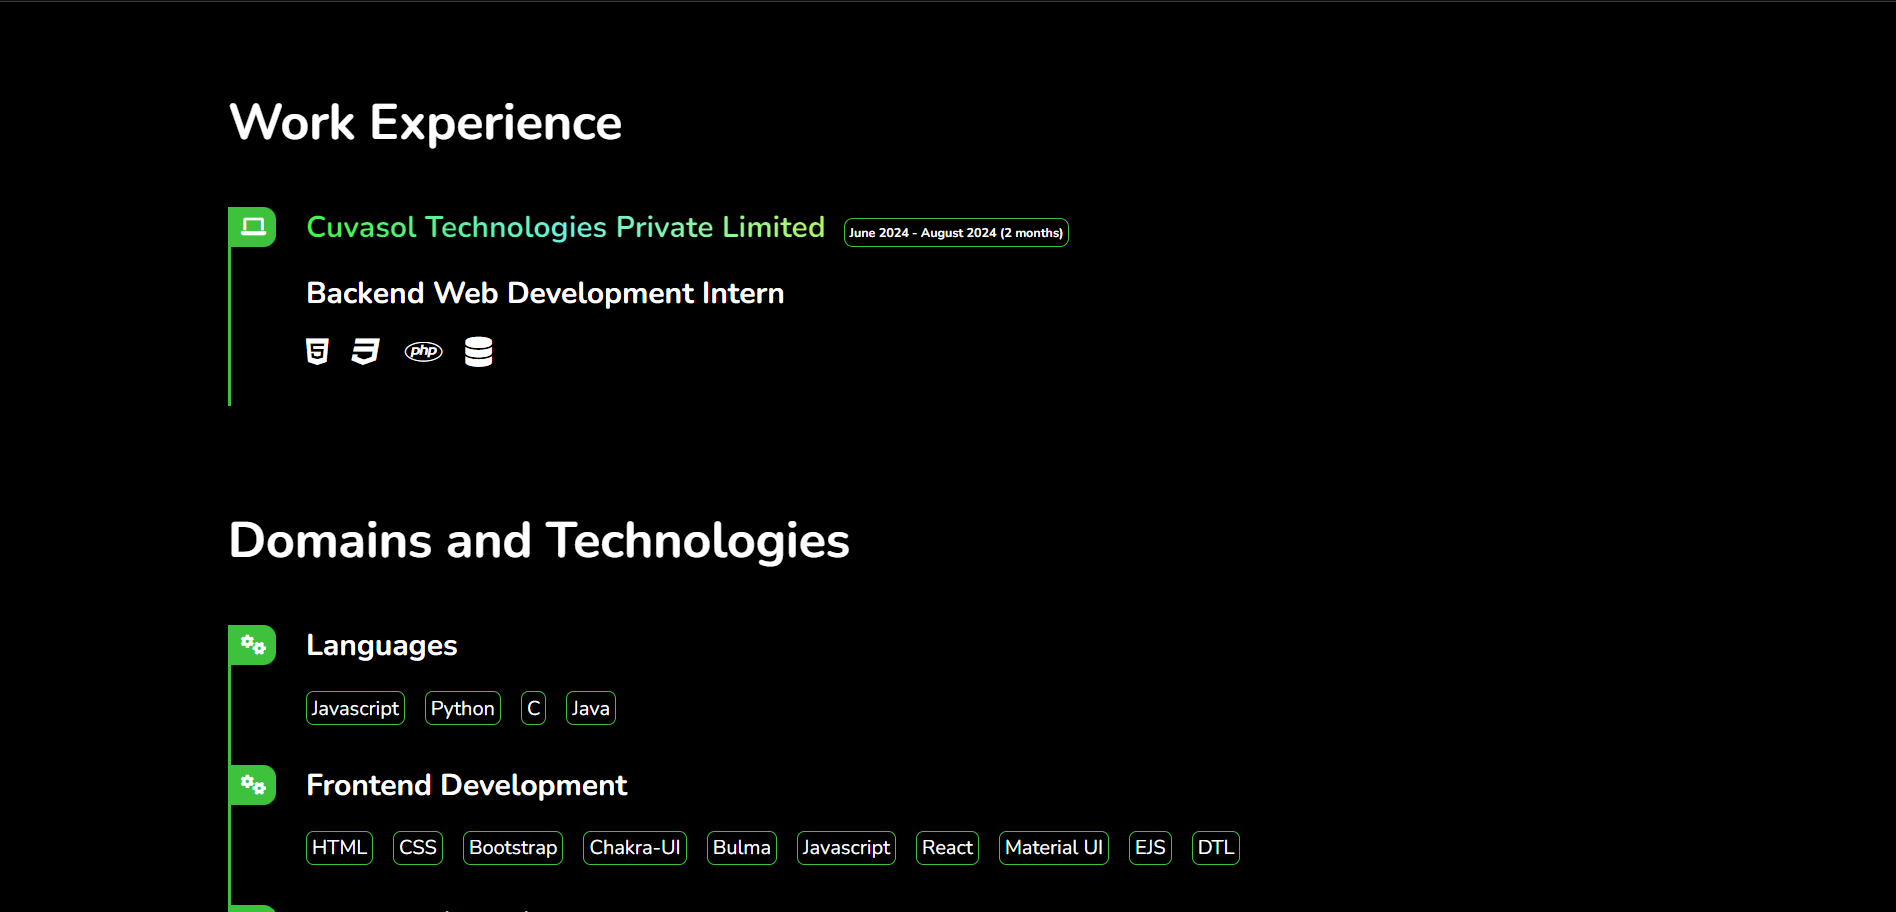 Work Experience
Cuvasol Technologies Private Limited June 2024 - August 2024 (2 months)
Backend Web Development Intern
5 php
Domains and Technologies
Languages
Javascript Python C Java
Frontend Development
HTML CSS Bootstrap Chakra-UI Bulma Javascript React Material UI EJS DTL